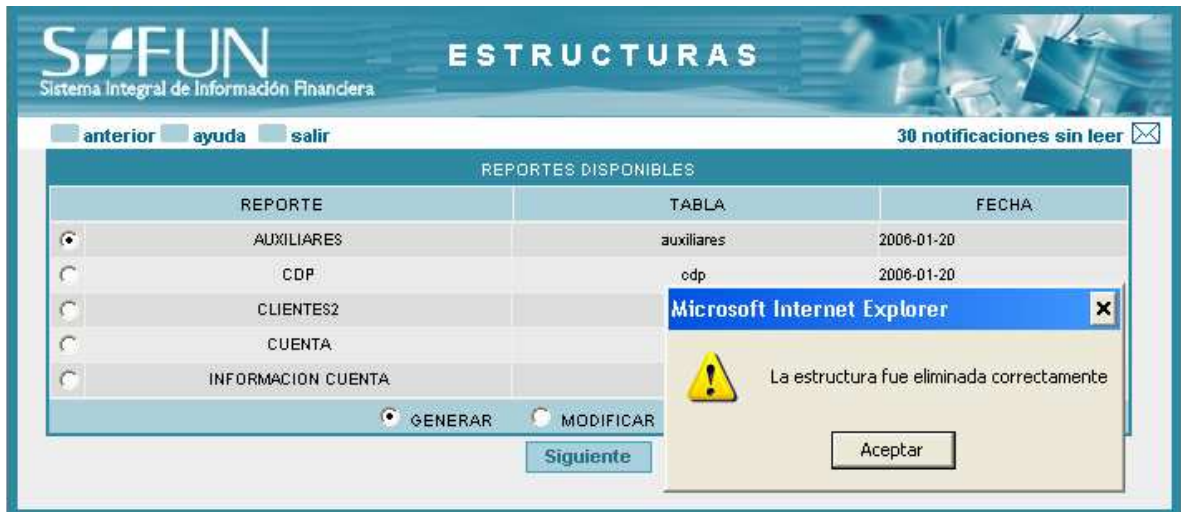 SIIFUN
Sistema Integral de Información Financiera
ESTRUCTURAS
anterior ayuda salir
30 notificaciones sin leer
REPORTES DISPONIBLES
REPORTE TABLA FECHA
AUXILIARES auxiliares 2006-01-20
CDP cdp 2006-01-20
CLIENTES2
CUENTA
INFORMACION CUENTA
GENERAR MODIFICAR
Siguiente
Microsoft Internet Explorer
La estructura fue eliminada correctamente
Aceptar